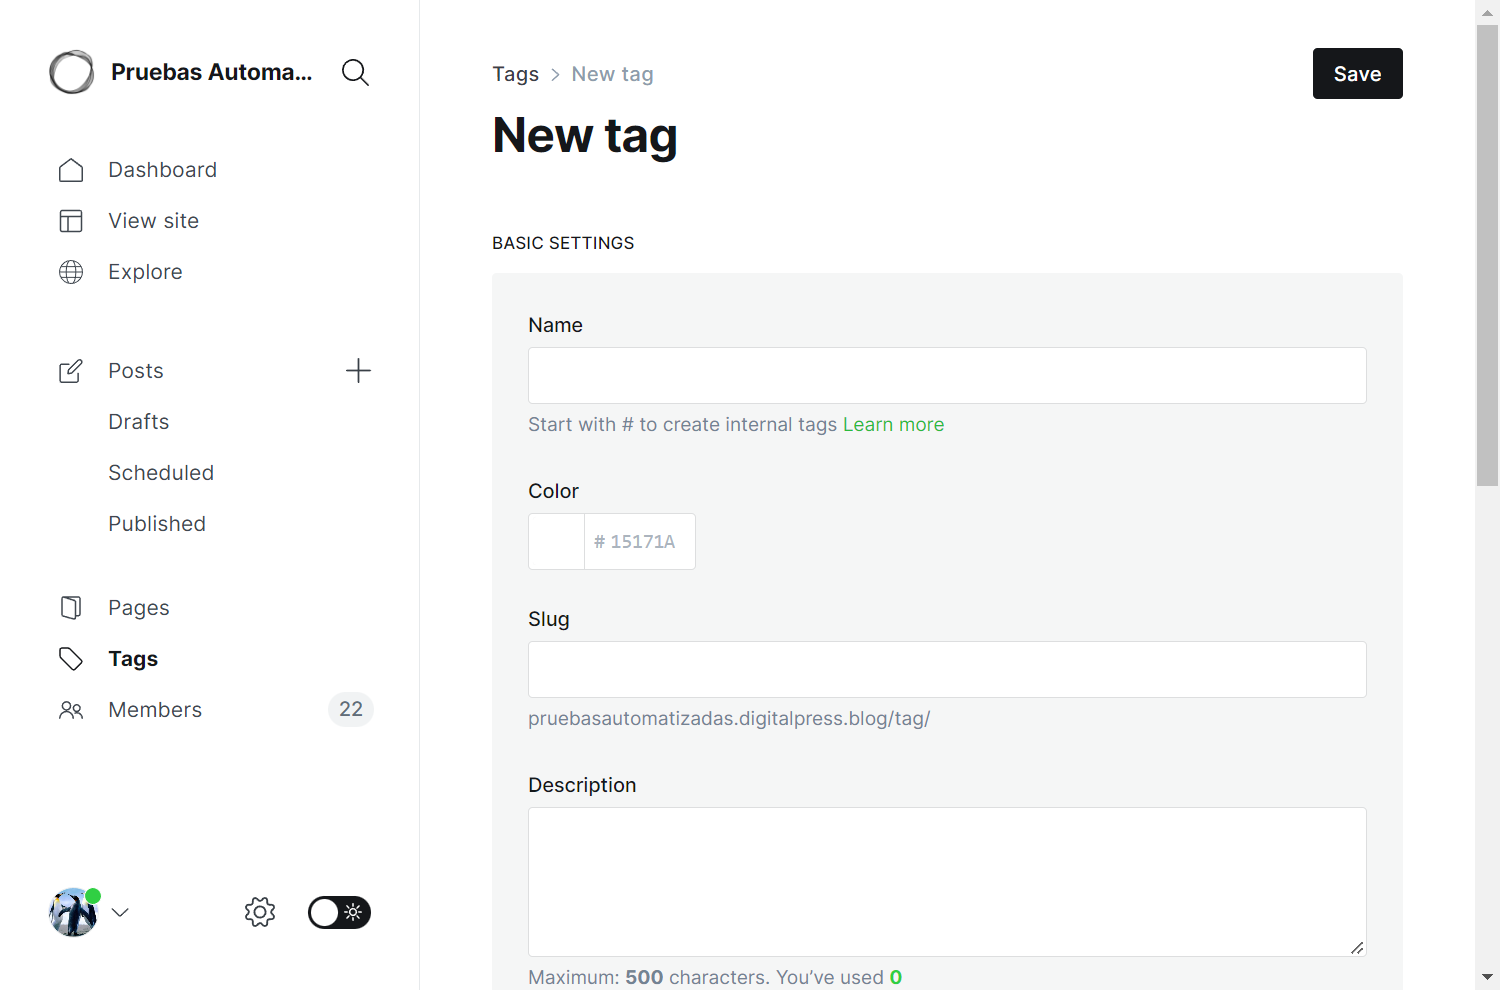 Pruebas Automa...
Dashboard
View site
Explore
Posts
Drafts
Scheduled
Published
Pages
Tags
Members 22
Tags > New tag
Save
New tag
BASIC SETTINGS
Name
Start with # to create internal tags Learn more
Color
# 15171A
Slug
pruebasautomatizadas.digitalpress.blog/tag/
Description
Maximum: 500 characters. You’ve used 0